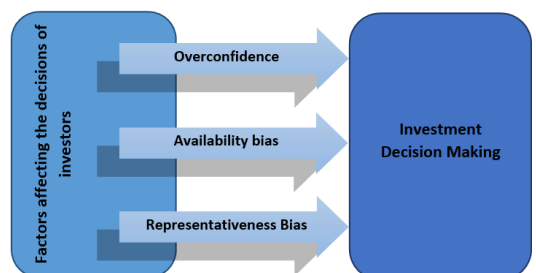 Factors affecting the decisions of
investors
Overconfidence
Availability bias
Representativeness Bias
Investment
Decision Making